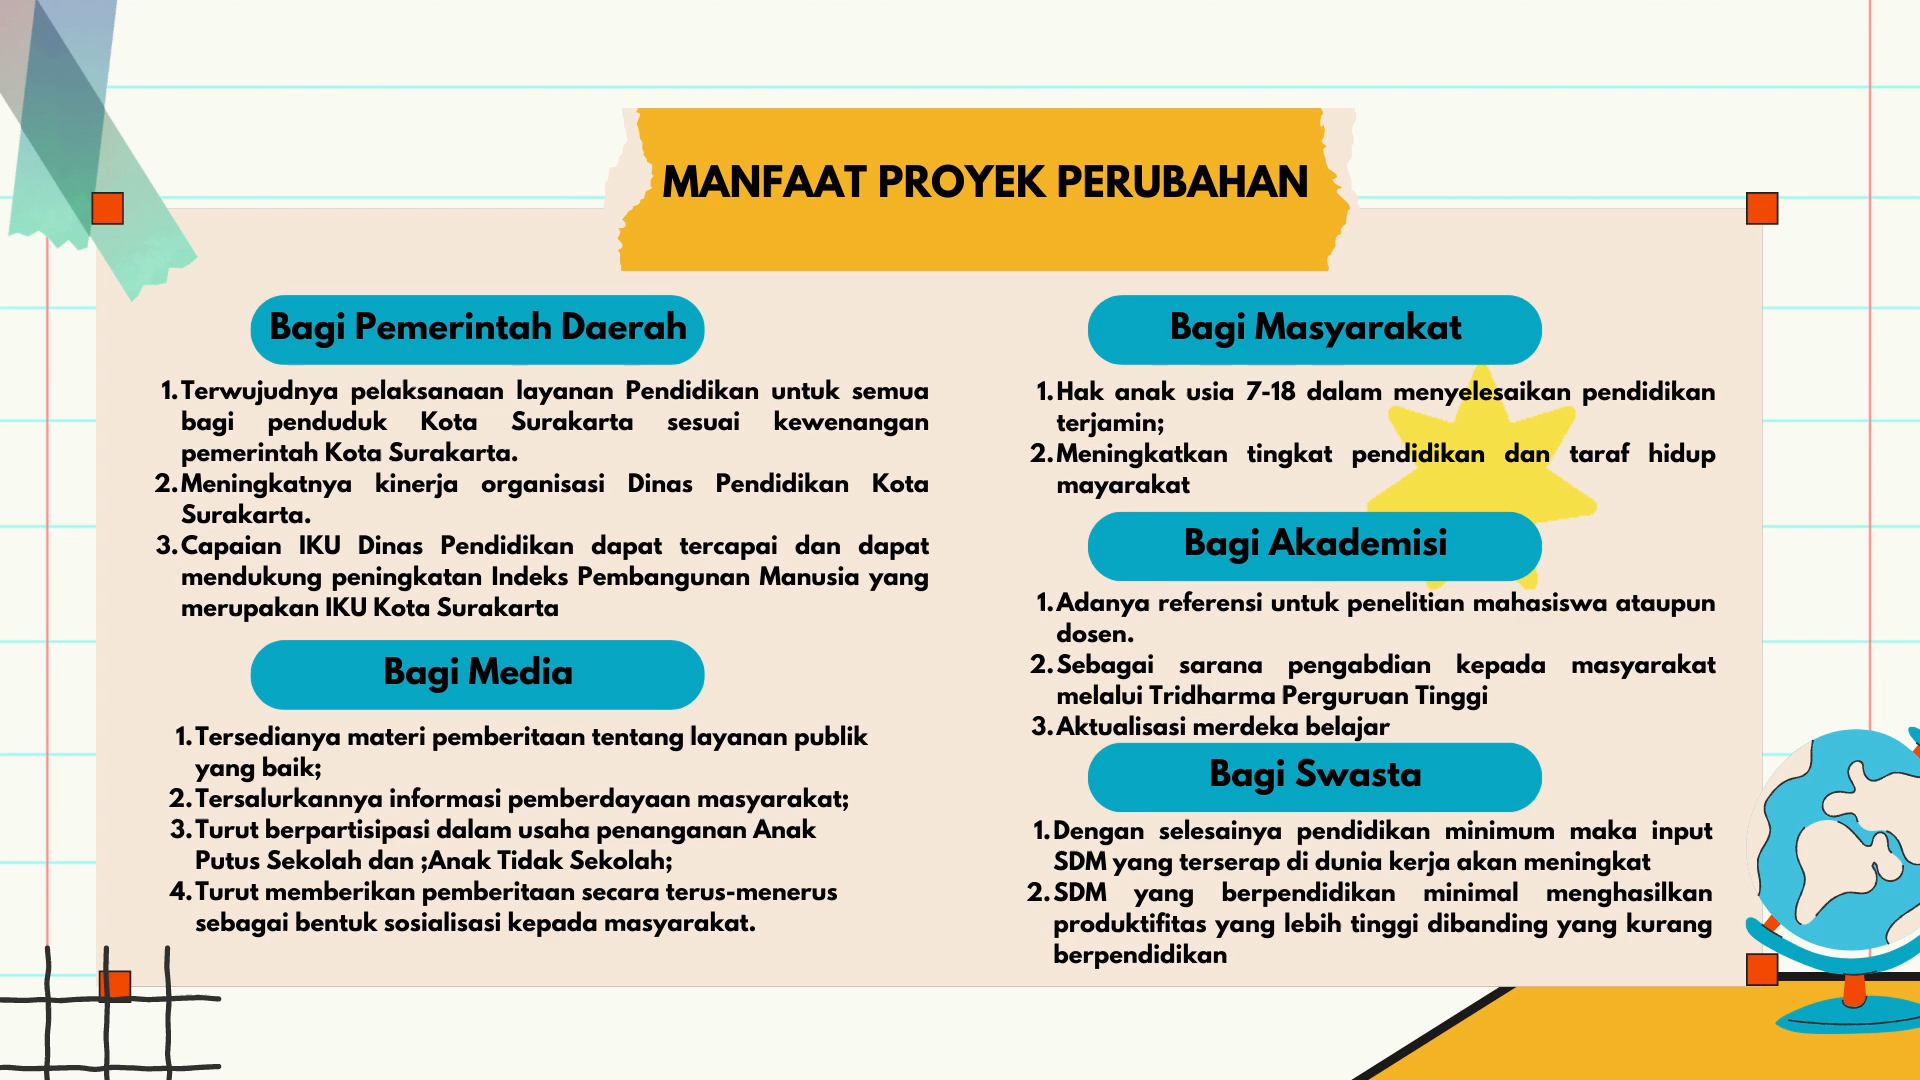 MANFAAT PROYEK PERUBAHAN
Bagi Pemerintah Daerah
1. Terwujudnya pelaksanaan layanan Pendidikan untuk semua
bagi penduduk Kota Surakarta sesuai kewenangan
pemerintah Kota Surakarta.
2. Meningkatnya kinerja organisasi Dinas Pendidikan Kota
Surakarta.
3. Capaian IKU Dinas Pendidikan dapat tercapai dan dapat
mendukung peningkatan Indeks Pembangunan Manusia yang
merupakan IKU Kota Surakarta
Bagi Media
1. Tersedianya materi pemberitaan tentang layanan publik
yang baik;
2. Tersalurkannya informasi pemberdayaan masyarakat;
3. Turut berpartisipasi dalam usaha penanganan Anak
Putus Sekolah dan ;Anak Tidak Sekolah;
4. Turut memberikan pemberitaan secara terus-menerus
sebagai bentuk sosialisasi kepada masyarakat.
Bagi Masyarakat
1. Hak anak usia 7-18 dalam menyelesaikan pendidikan
terjamin;
2. Meningkatkan tingkat pendidikan dan taraf hidup
mayarakat
Bagi Akademisi
1. Adanya referensi untuk penelitian mahasiswa ataupun
dosen.
2. Sebagai sarana pengabdian kepada masyarakat
melalui Tridharma Perguruan Tinggi
3. Aktualisasi merdeka belajar
Bagi Swasta
1. Dengan selesainya pendidikan minimum maka input
SDM yang terserap di dunia kerja akan meningkat
2. SDM yang berpendidikan minimal menghasilkan
produktifitas yang lebih tinggi dibanding yang kurang
berpendidikan